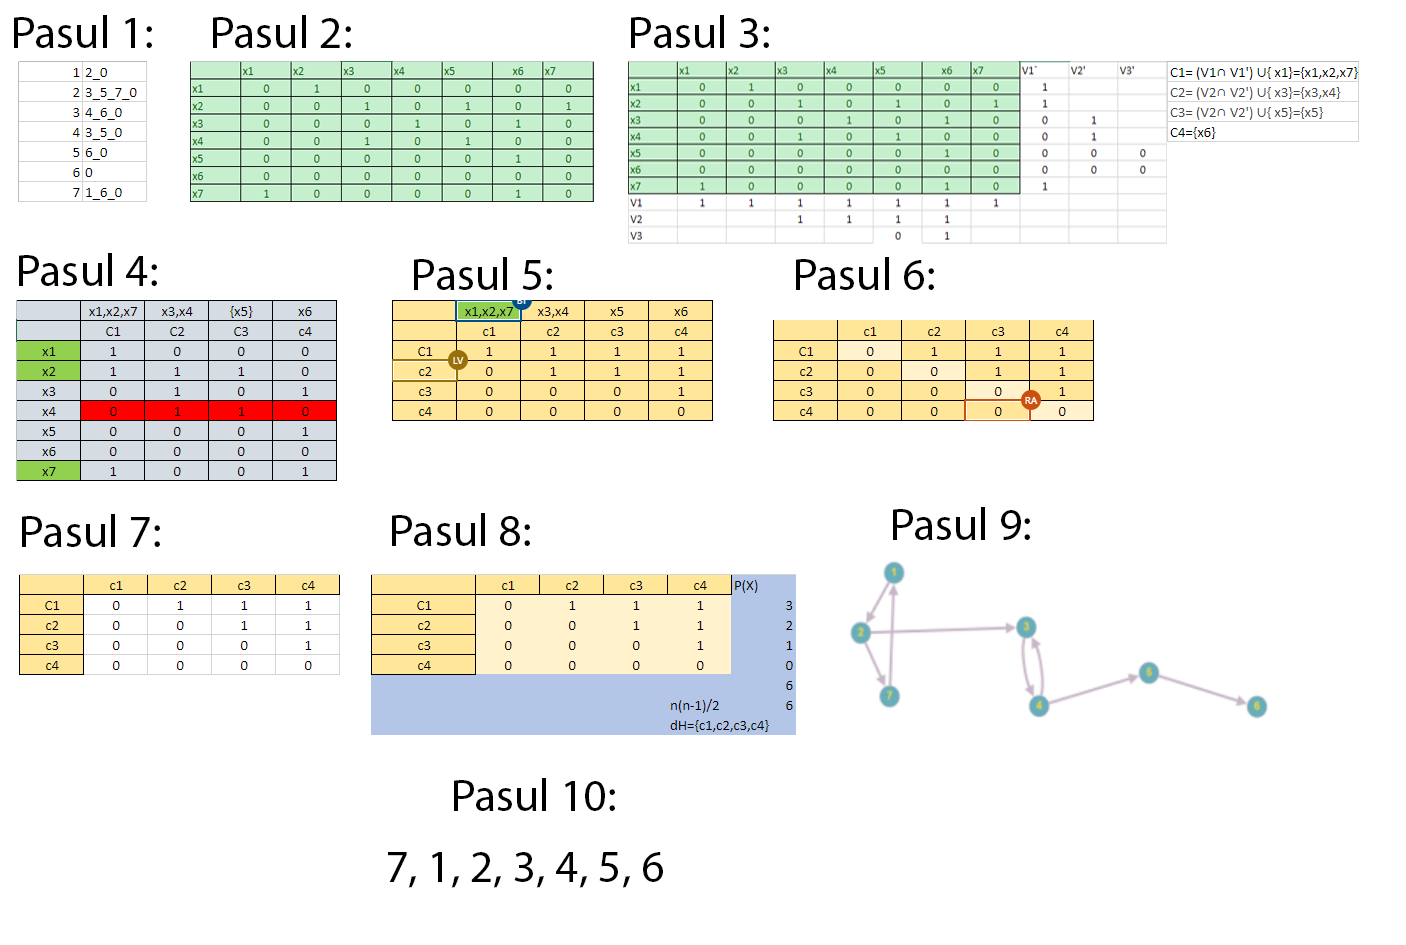 Pasul 1:
1 2_0
2 3_5_7_0
3 4_6_0
4 3_5_0
5 6_0
6 0
7 1_6_0
Pasul 2:
x1 x2 x3 x4 x5 x6 x7
x1 0 1 0 0 0 0 0
x2 0 0 1 0 1 0 1
x3 0 0 0 1 0 1 0
x4 0 0 1 0 1 0 0
x5 0 0 0 0 0 1 0
x6 0 0 0 0 0 0 0
x7 1 0 0 0 0 1 0
Pasul 3:
x1 x2 x3 x4 x5 x6 x7 V1` V2' V3'
x1 0 1 0 0 0 0 0 1
x2 0 0 1 0 1 0 1 1
x3 0 0 0 1 0 1 0 0 1
x4 0 0 1 0 1 0 0 0 1
x5 0 0 0 0 0 1 0 0 0 0
x6 0 0 0 0 0 0 0 0 0 0
x7 1 0 0 0 0 1 0 1
V1 1 1 1 1 1 1 1
V2 1 1 1 1
V3 0 1
C1= (V1∩ V1') U{ x1}={x1,x2,x7}
C2= (V2∩ V2') U{ x3}={x3,x4}
C3= (V2∩ V2') U{ x5}={x5}
C4={x6}
Pasul 4:
x1,x2,x7 x3,x4 {x5} x6
C1 C2 C3 c4
x1 1 0 0 0
x2 1 1 1 0
x3 0 1 0 1
x4 0 1 1 0
x5 0 0 0 1
x6 0 0 0 0
x7 1 0 0 1
Pasul 5:
x1,x2,x7 x3,x4 x5 x6
c1 c2 c3 c4
C1 1 1 1 1
LV
c2 0 1 1 1
c3 0 0 0 1
c4 0 0 0 0
Pasul 6:
c1 c2 c3 c4
C1 0 1 1 1
c2 0 0 1 1
c3 0 0 0 1
RA
c4 0 0 0 0
Pasul 7:
c1 c2 c3 c4
C1 0 1 1 1
c2 0 0 1 1
c3 0 0 0 1
c4 0 0 0 0
Pasul 8:
c1 c2 c3 c4 P(X)
C1 0 1 1 1 3
c2 0 0 1 1 2
c3 0 0 0 1 1
c4 0 0 0 0 0
6
n(n-1)/2 6
dH={c1,c2,c3,c4}
Pasul 9:
1
2
3
7
4
6
Pasul 10:
7, 1, 2, 3, 4, 5, 6